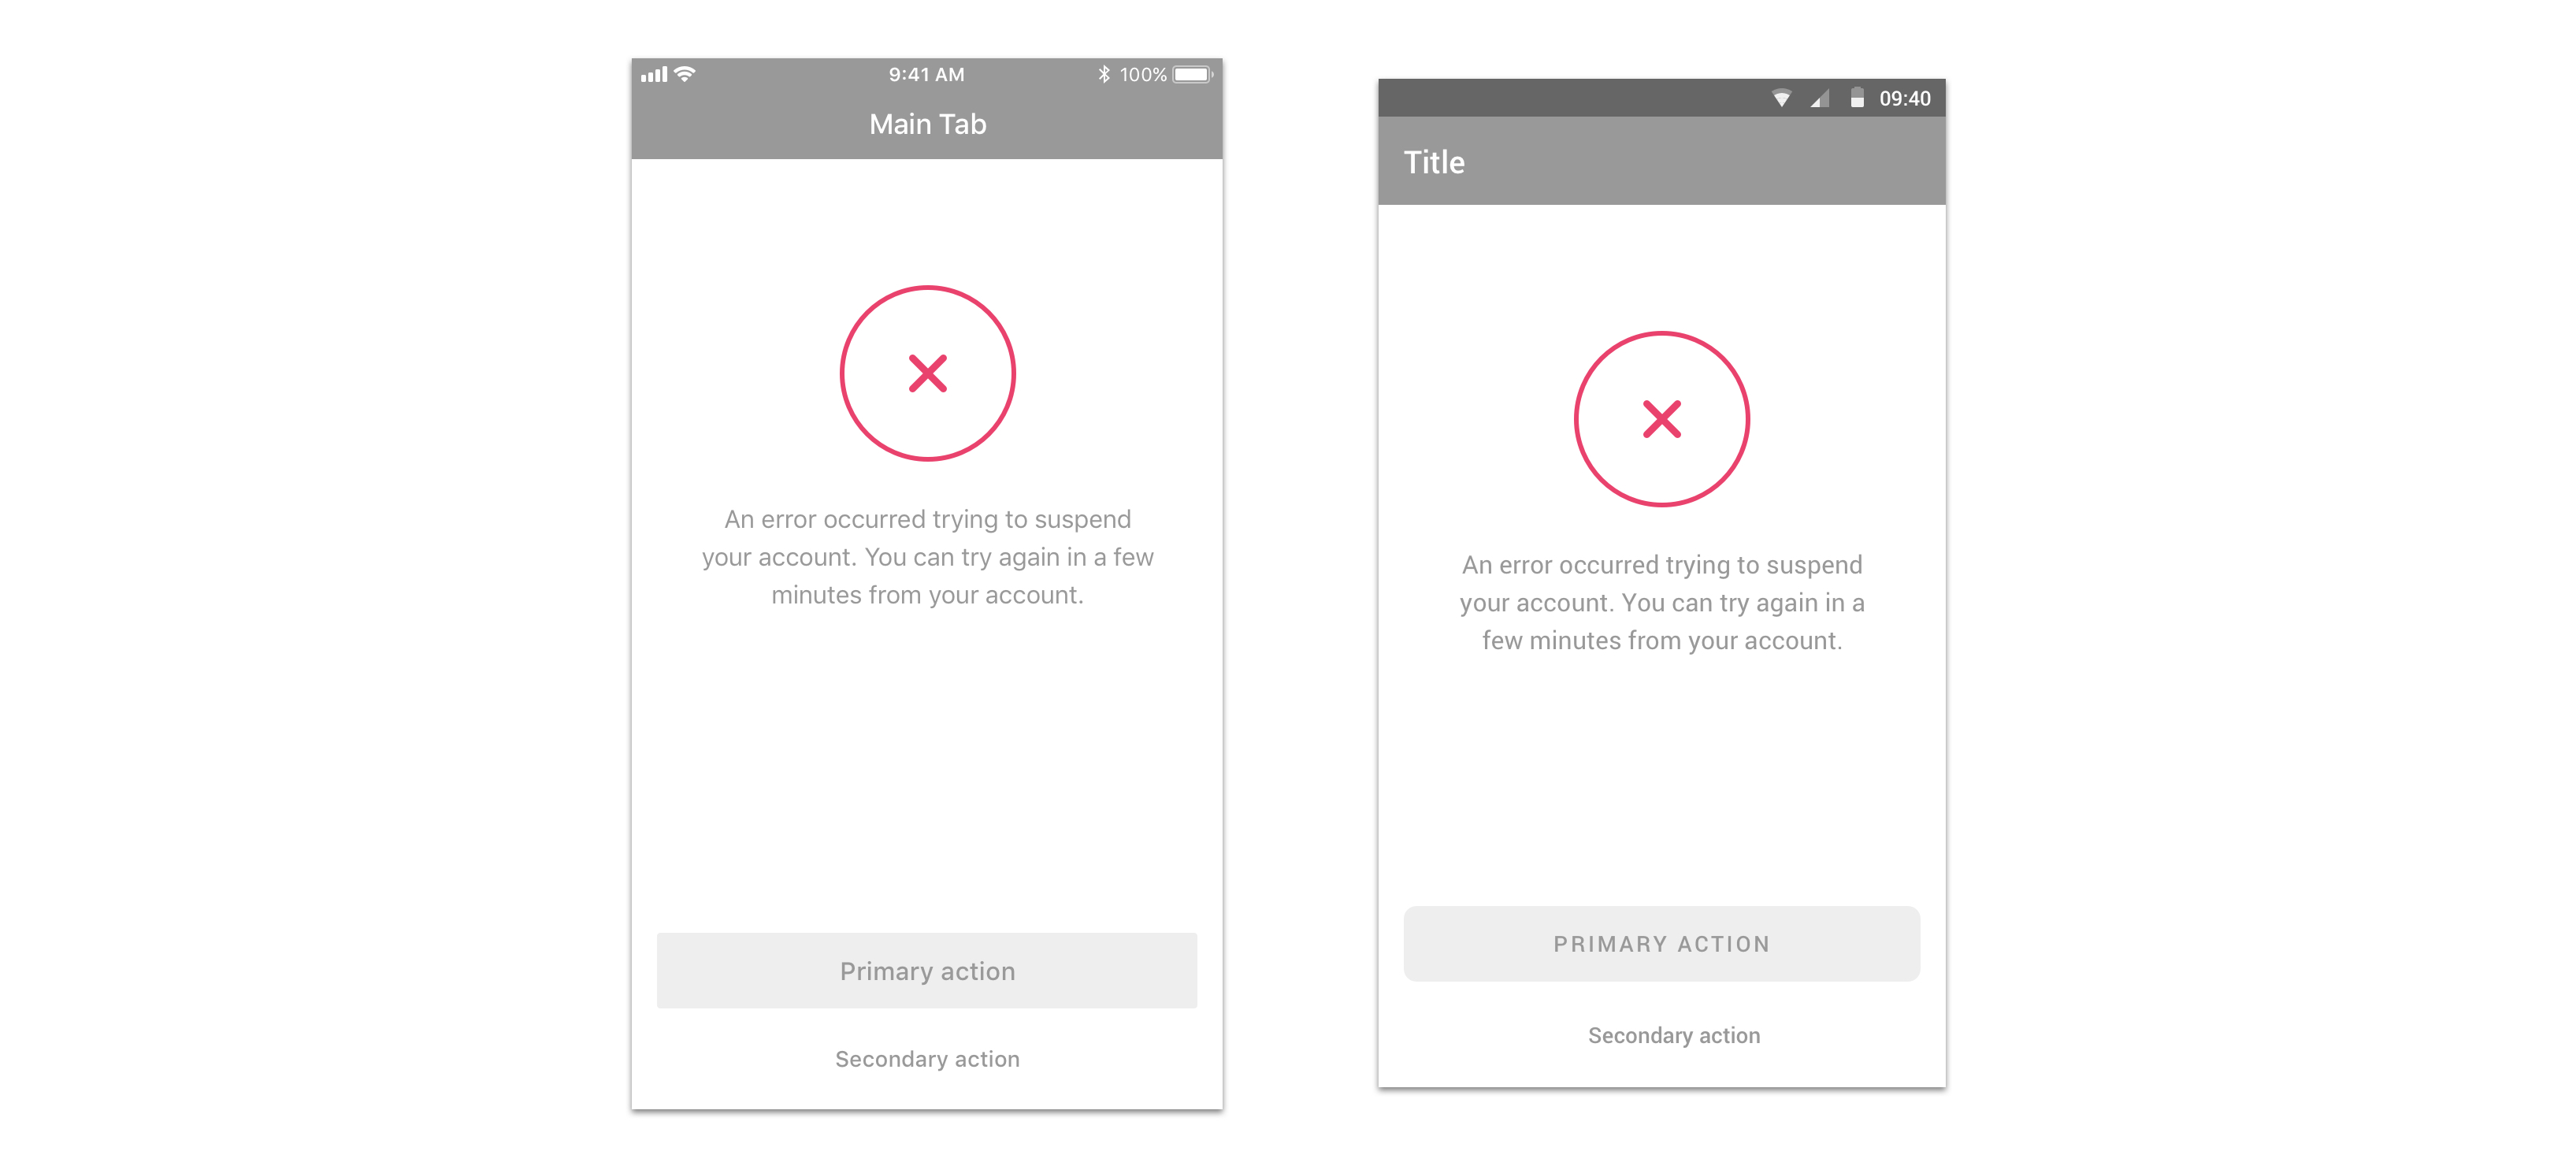 9:41 AM
100%
Main Tab
An error occurred trying to suspend
your account. You can try again in a few
minutes from your account.
Primary action
Secondary action
09:40
Title
An error occurred trying to suspend
your account. You can try again in a
few minutes from your account.
PRIMARY ACTION
Secondary action